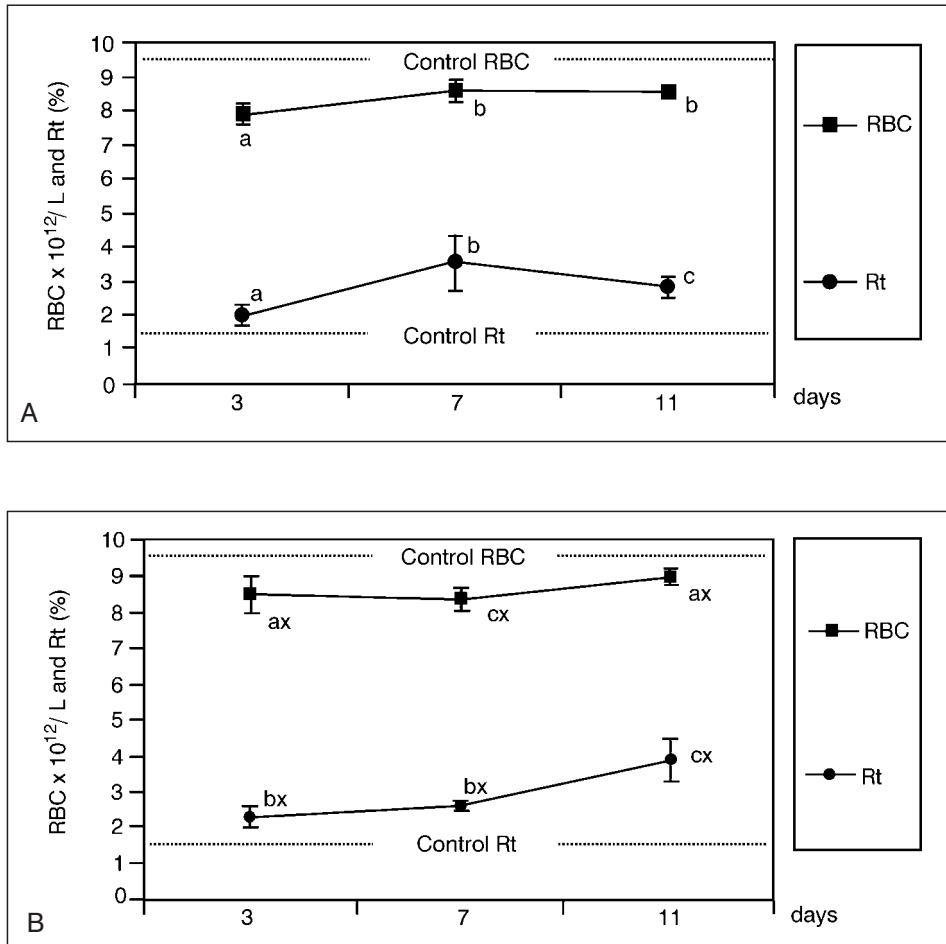 10
9
8
7
6
5
4
3
2
1
0
RBC x 10¹²/ L and Rt (%)
Control RBC
a
b
b
a
b
c
Control Rt
3
7
11
days
RBC
Rt
A
10
9
8
7
6
5
4
3
2
1
0
RBC x 10¹²/ L and Rt (%)
Control RBC
ax
cx
ax
bx
bx
cx
Control Rt
3
7
11
days
RBC
Rt
B